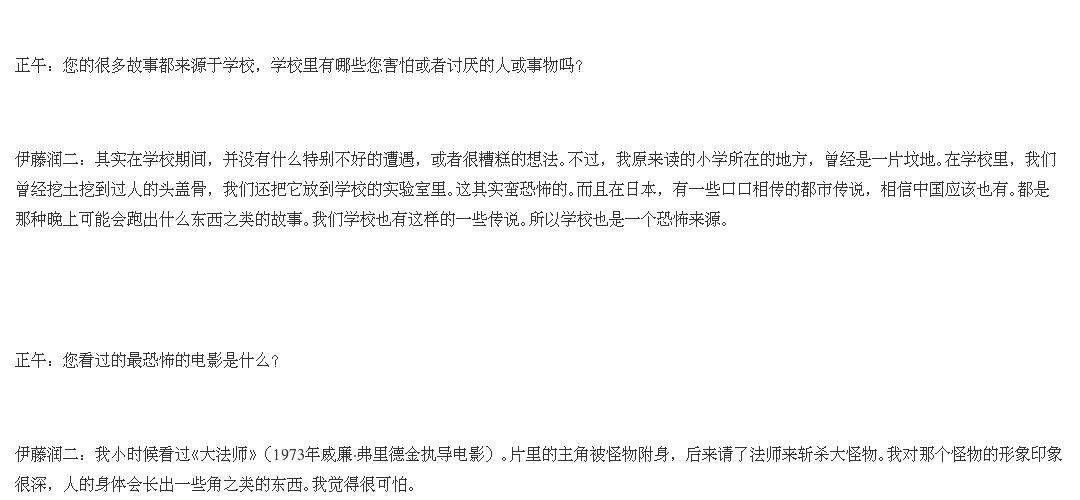 正午：您的很多故事都来源于学校，学校里有哪些您害怕或者讨厌的人或事物吗？
伊藤润二：其实在学校期间，并没有什么特别不好的遭遇，或者很糟糕的想法。不过，我原来读的小学所在的地方，曾经是一片坟地。在学校里，我们
曾经挖土挖到过人的头盖骨，我们还把它放到学校的实验室里。这其实蛮恐怖的。而且在日本，有一些口口相传的都市传说，相信中国应该也有。都是
那种晚上可能会跑出什么东西之类的故事。我们学校也有这样的一些传说。所以学校也是一个恐怖来源。
正午：您看过的最恐怖的电影是什么？
伊藤润二：我小时候看过《大法师》（1973年威廉·弗里德金执导电影）。片里的主角被怪物附身，后来请了法师来斩杀大怪物。我对那个怪物的形象印象
很深，人的身体会长出一些角之类的东西。我觉得很可怕。